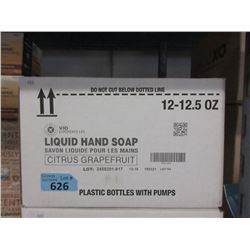 DO NOT CUT BELOW DOTTED LINE
12-12.5 OZ
VIO
LIQUID HAND SOAP
SAVON LIQUIDE POUR LES MAINS
CITRUS GRAPEFRUIT
Lot #
626
PLASTIC BOTTLES WITH PUMPS